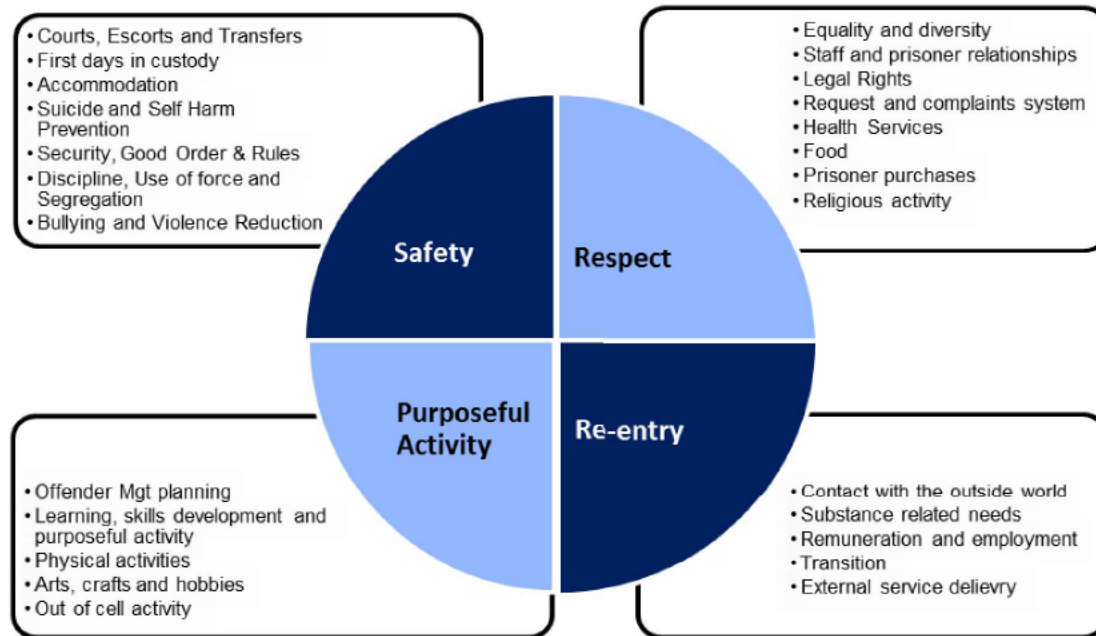 • Courts, Escorts and Transfers
• First days in custody
• Accommodation
• Suicide and Self Harm
Prevention
• Security, Good Order & Rules
• Discipline, Use of force and
Segregation
• Bullying and Violence Reduction
• Equality and diversity
• Staff and prisoner relationships
• Legal Rights
• Request and complaints system
• Health Services
• Food
• Prisoner purchases
• Religious activity
Safety
Respect
Purposeful
Activity
Re-entry
• Offender Mgt planning
• Learning, skills development and
purposeful activity
• Physical activities
• Arts, crafts and hobbies
• Out of cell activity
• Contact with the outside world
• Substance related needs
• Remuneration and employment
• Transition
• External service delievry